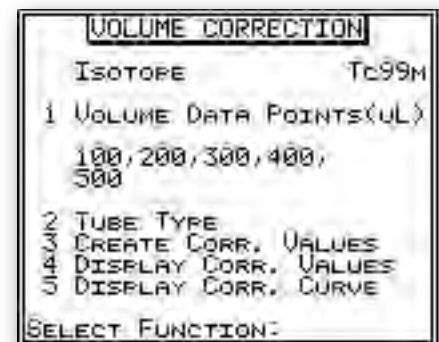 VOLUME CORRECTION
ISOTOPE TC99M
1 VOLUME DATA POINTS(UL)
100,200,300,400,
500
2 TUBE TYPE
3 CREATE CORR. VALUES
4 DISPLAY CORR. VALUES
5 DISPLAY CORR. CURVE
SELECT FUNCTION: